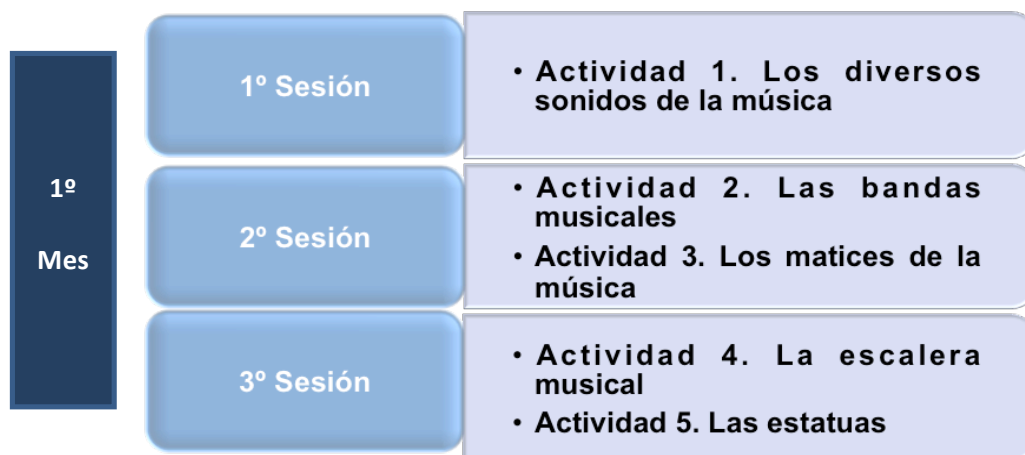 1º
Mes
1º Sesión
• Actividad 1. Los diversos
sonidos de la música
2º Sesión
• Actividad 2. Las bandas
musicales
• Actividad 3. Los matices de la
música
3º Sesión
• Actividad 4. La escalera
musical
• Actividad 5. Las estatuas